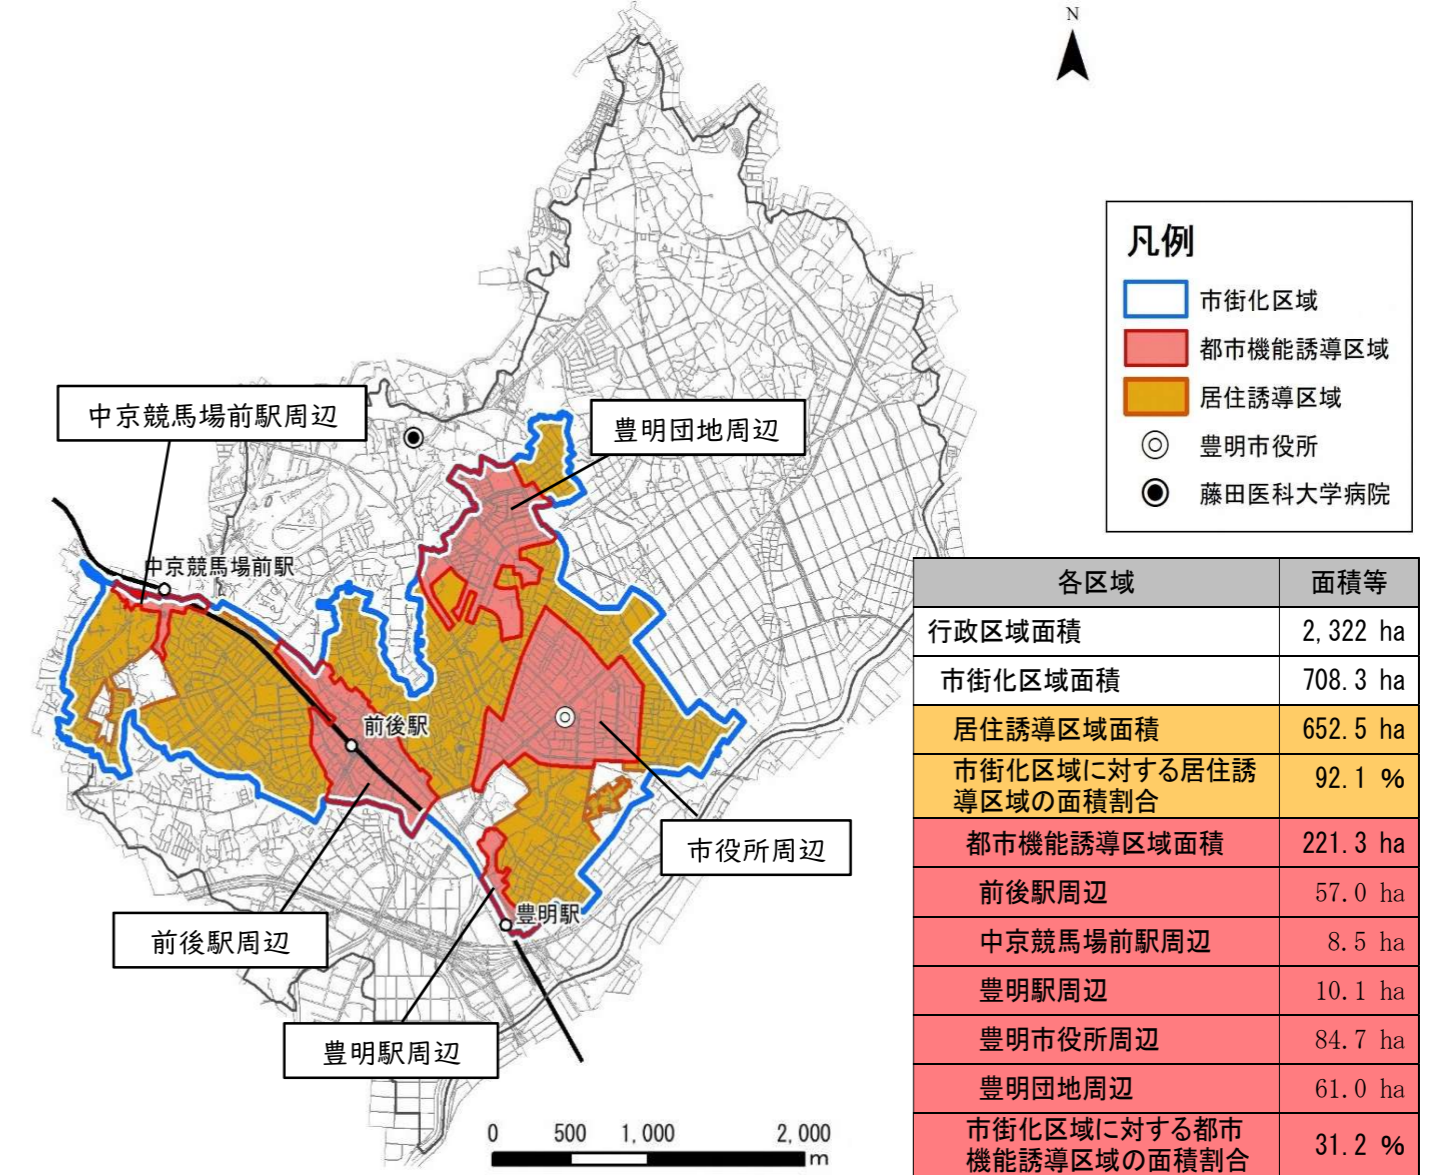 N
凡例
市街化区域
都市機能誘導区域
居住誘導区域
豊明市役所
藤田医科大学病院
中京競馬場前駅周辺
豊明団地周辺
中京競馬場前駅
前後駅
市役所周辺
前後駅周辺
豊明駅
豊明駅周辺
0 500 1,000 2,000
m
各区域 面積等
行政区域面積 2,322 ha
市街化区域面積 708.3 ha
居住誘導区域面積 652.5 ha
市街化区域に対する居住誘
導区域の面積割合 92.1 %
都市機能誘導区域面積 221.3 ha
前後駅周辺 57.0 ha
中京競馬場前駅周辺 8.5 ha
豊明駅周辺 10.1 ha
豊明市役所周辺 84.7 ha
豊明団地周辺 61.0 ha
市街化区域に対する都市
機能誘導区域の面積割合 31.2 %